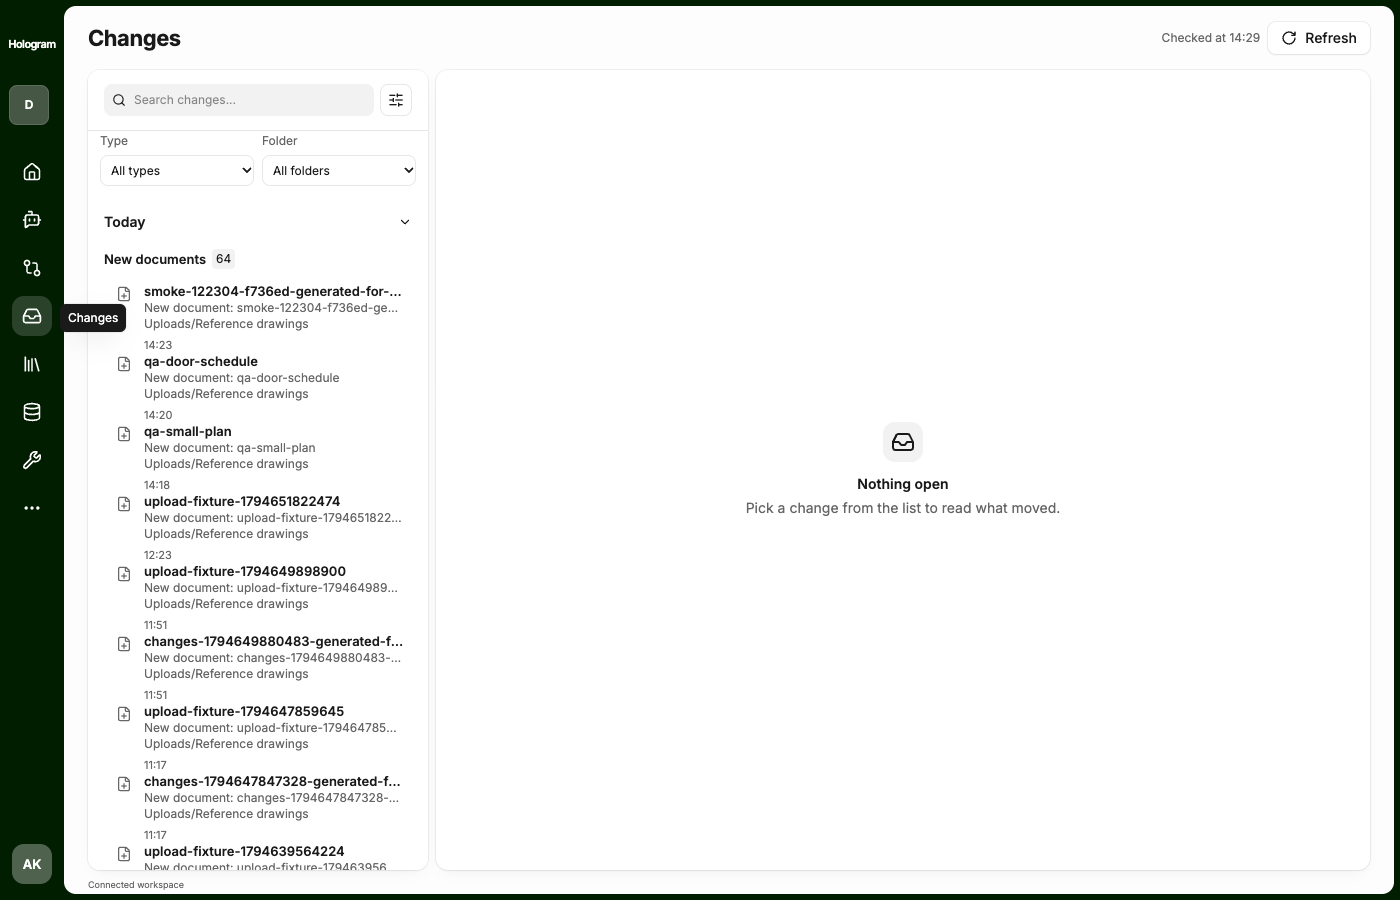 Hologram
D
AK
Changes
Changes
Checked at 14:29
Refresh
Search changes...
Type
Folder
All types
All folders
Today
New documents 64
smoke-122304-f736ed-generated-for-...
New document: smoke-122304-f736ed-ge...
Uploads/Reference drawings
14:23
qa-door-schedule
New document: qa-door-schedule
Uploads/Reference drawings
14:20
qa-small-plan
New document: qa-small-plan
Uploads/Reference drawings
14:18
upload-fixture-1794651822474
New document: upload-fixture-1794651822...
Uploads/Reference drawings
12:23
upload-fixture-1794649898900
New document: upload-fixture-179464989...
Uploads/Reference drawings
11:51
changes-1794649880483-generated-f...
New document: changes-1794649880483-...
Uploads/Reference drawings
11:51
upload-fixture-1794647859645
New document: upload-fixture-179464785...
Uploads/Reference drawings
11:17
changes-1794647847328-generated-f...
New document: changes-1794647847328-...
Uploads/Reference drawings
11:17
upload-fixture-1794639564224
New document: upload-fixture-179463956...
Nothing open
Pick a change from the list to read what moved.
Connected workspace